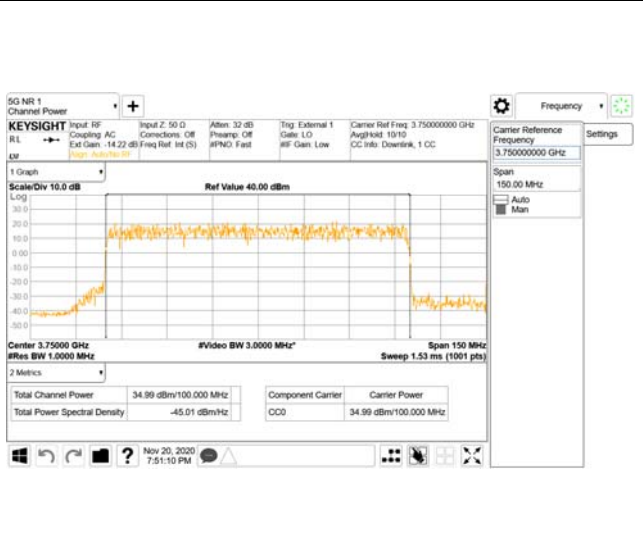 5G NR 1
Channel Power
Frequency
KEYSIGHT
RL
Input: RF
Coupling: AC
Ext Gain: -14.22 dB
Align: Auto/No RF
Input Z: 50 Ω
Corrections: Off
Freq Ref: Int (S)
Atten: 32 dB
Preamp: Off
#PNO: Fast
Trig: External 1
Gate: LO
#IF Gain: Low
Carrier Ref Freq: 3.750000000 GHz
Avg|Hold: 10/10
CC Info: Downlink, 1 CC
Carrier Reference
Frequency
3.750000000 GHz
Settings
Span
150.00 MHz
Auto
Man
1 Graph
Scale/Div 10.0 dB
Ref Value 40.00 dBm
Log
30.0
20.0
10.0
0.00
-10.0
-20.0
-30.0
-40.0
-50.0
Center 3.75000 GHz
#Video BW 3.0000 MHz*
Span 150 MHz
#Res BW 1.0000 MHz
Sweep 1.53 ms (1001 pts)
2 Metrics
Total Channel Power 34.99 dBm/100.000 MHz
Total Power Spectral Density -45.01 dBm/Hz
Component Carrier Carrier Power
CC0 34.99 dBm/100.000 MHz
?
Nov 20, 2020
7:51:10 PM